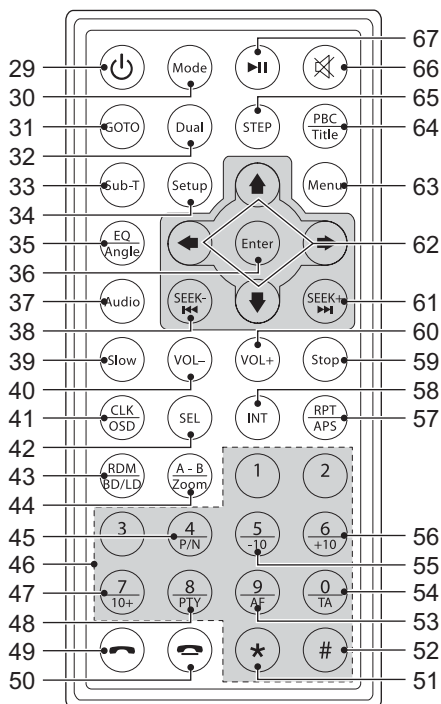 67
29
66
Mode
30
65
31
GOTO
Dual
STEP
PBC
Title
64
32
33
Sub-T
Setup
Menu
63
34
35
EQ
Angle
Enter
62
36
37
Audio
SEEK-
SEEK+
61
38
60
39
Slow
VOL–
VOL+
Stop
59
40
58
41
CLK
OSD
SEL
INT
RPT
APS
57
42
43
RDM
BD/LD
A - B
Zoom
1
2
44
45
3
4
P/N
5
-10
6
+10
56
46
55
47
7
10+
8
PTY
9
AF
0
TA
54
48
53
49
*
#
52
50
51